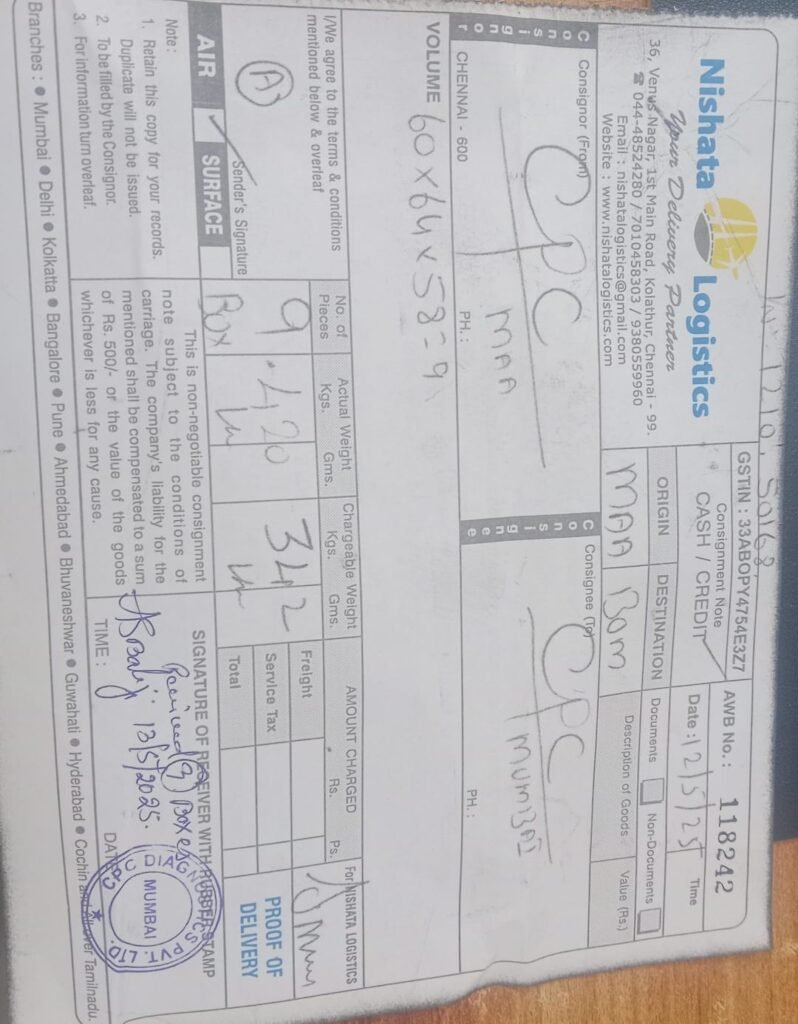 Nishata Logistics
Your Delivery Partner
36, Venus Nagar, 1st Main Road, Kolathur, Chennai - 99.
☎ 044-48524280 / 7010458303 / 9380559960
Email : nishatalogistics@gmail.com
Website : www.nishatalogistics.com
GSTIN : 33ABOPY4754E3Z7
Consignment Note
CASH / CREDIT
AWB No.: 118242
Date : 12/5/25
Time
ORIGIN
DESTINATION
MAA
Bom
Documents
Non-Documents
Description of Goods
Value (Rs.)
Consignor
Consignor (From)
CPC
MAA
CHENNAI - 600
PH. :
Consignee
Consignee (To)
CPC
MUMBAI
PH. :
VOLUME 60x64x58=9
I/We agree to the terms & conditions
mentioned below & overleaf
Sender's Signature
AIR
SURFACE
Note :
1. Retain this copy for your records.
Duplicate will not be issued.
2. To be filled by the Consignor.
3. For information turn overleaf.
No. of Pieces
Actual Weight
Kgs. Gms.
Chargeable Weight
Kgs. Gms.
9
Box
420
342
AMOUNT CHARGED
Rs. Ps.
Freight
Service Tax
Total
For NISHATA LOGISTICS
PROOF OF
DELIVERY
This is non-negotiable consignment
note subject to the conditions of
carriage. The company's liability for the
mentioned shall be compensated to a sum
of Rs. 500/- or the value of the goods
whichever is less for any cause.
SIGNATURE OF RECEIVER WITH RUBBER STAMP
Received (9) Boxes
13/5/2025.
TIME :
DATE
DIAGNOSTICS PVT. LTD.
MUMBAI
Branches : ● Mumbai ● Delhi ● Kolkatta ● Bangalore ● Pune ● Ahmedabad ● Bhuvaneshwar ● Guwahati ● Hyderabad ● Cochin and All over Tamilnadu.